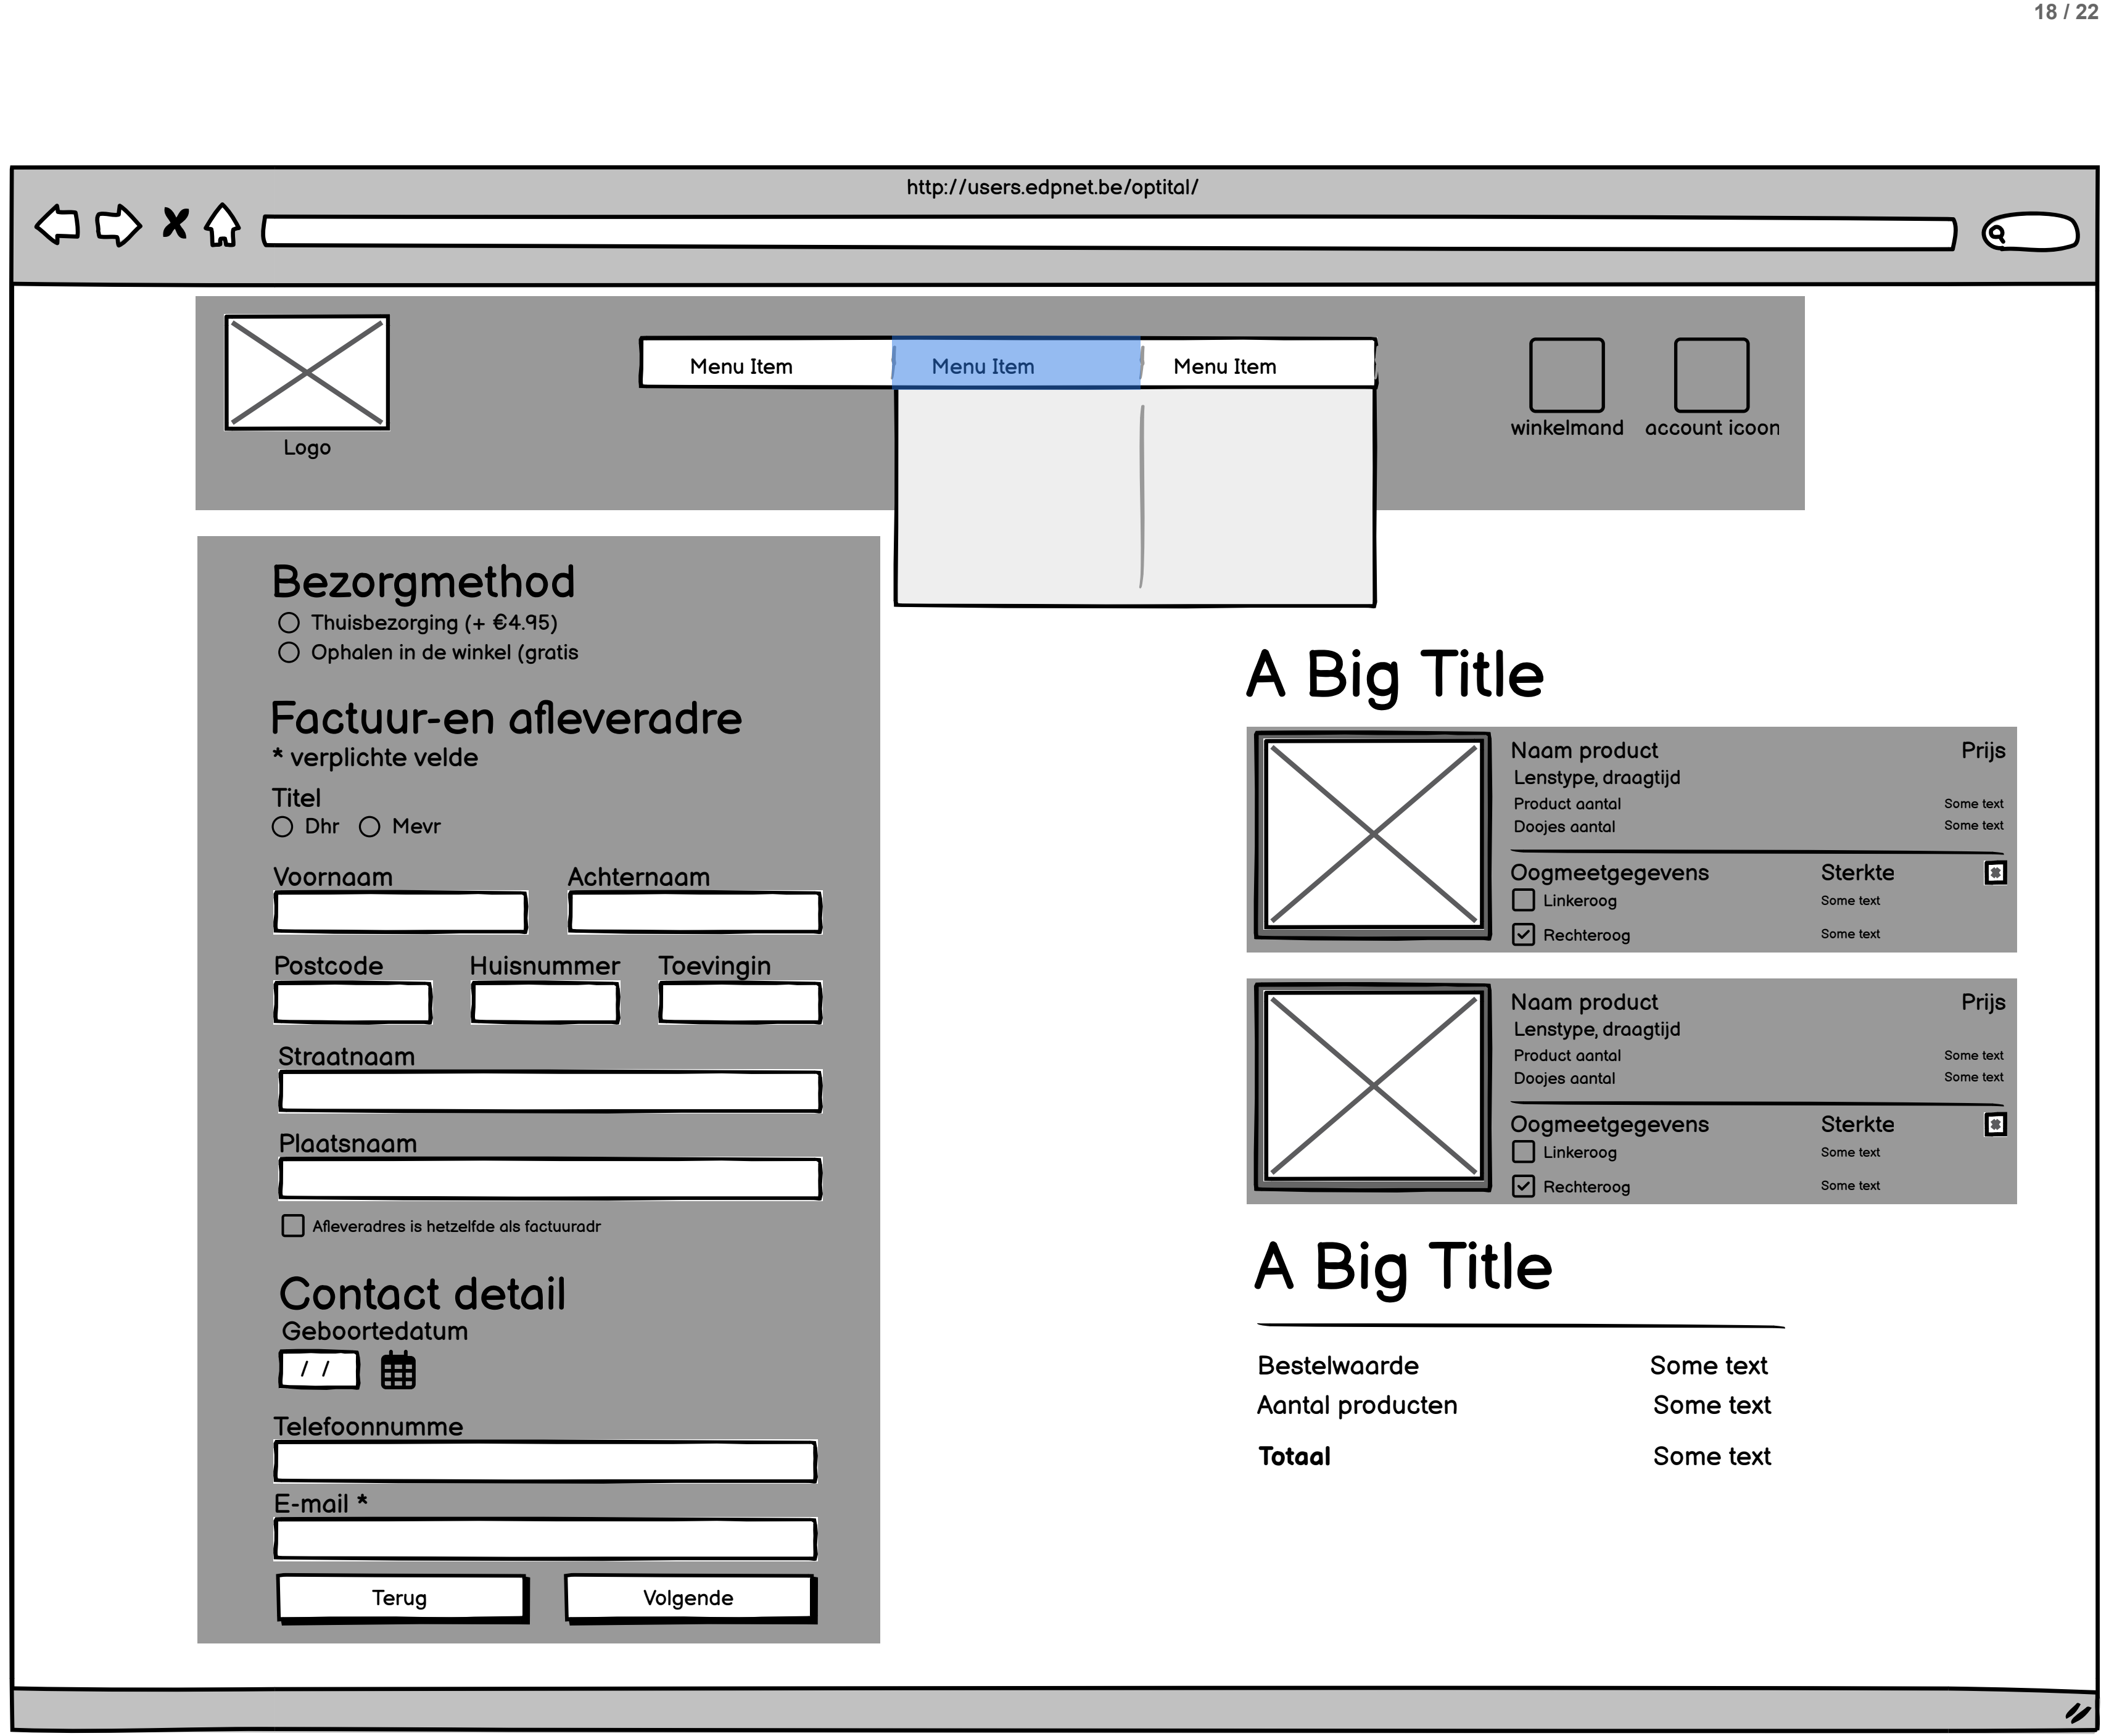 18 / 22
http://users.edpnet.be/optital/
Menu Item Menu Item Menu Item
Logo
winkelmand account icoon
Bezorgmethod
Thuisbezorging (+ €4.95)
Ophalen in de winkel (gratis
Factuur-en afleveradre
* verplichte velde
Titel
Dhr Mevr
Voornaam Achternaam
Postcode Huisnummer Toevingin
Straatnaam
Plaatsnaam
Afleveradres is hetzelfde als factuuradr
Contact detail
Geboortedatum
/ /
Telefoonnumme
E-mail *
Terug Volgende
A Big Title
Naam product Prijs
Lenstype, draagtijd
Product aantal Some text
Doojes aantal Some text
Oogmeetgegevens Sterkte
Linkeroog Some text
Rechteroog Some text
Naam product Prijs
Lenstype, draagtijd
Product aantal Some text
Doojes aantal Some text
Oogmeetgegevens Sterkte
Linkeroog Some text
Rechteroog Some text
A Big Title
Bestelwaarde Some text
Aantal producten Some text
Totaal Some text